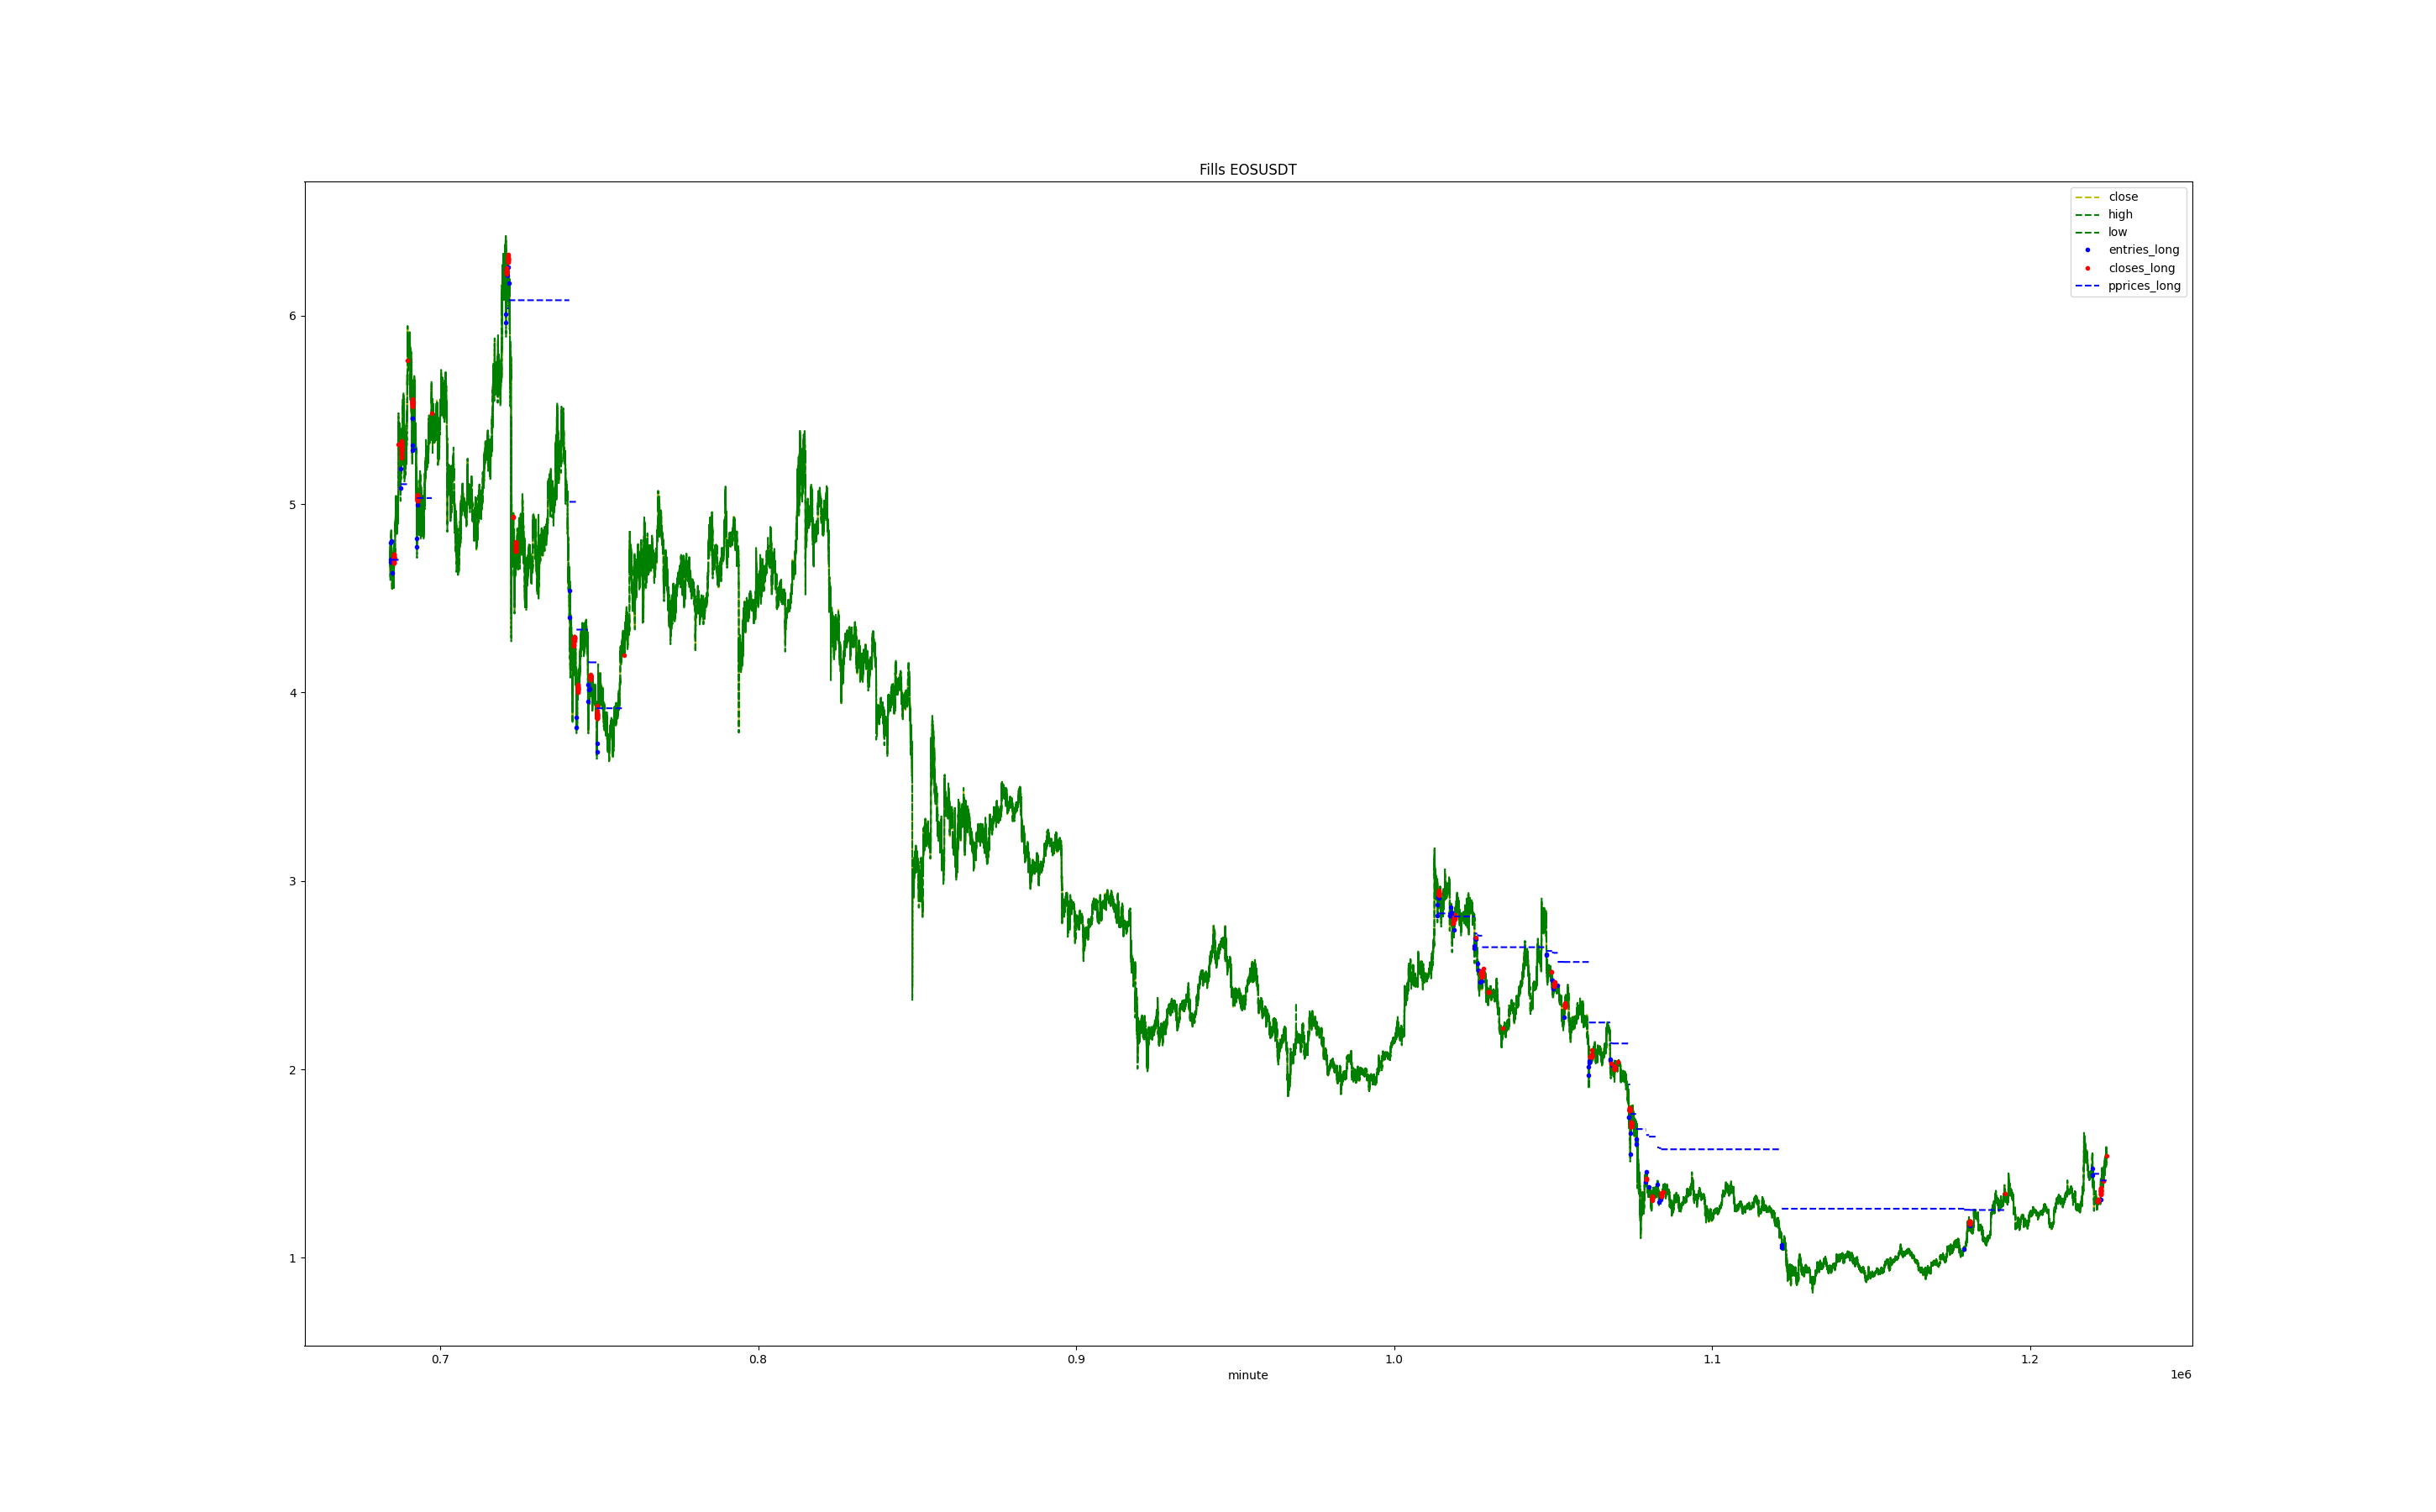 Fills EOSUSDT
close
high
low
entries_long
closes_long
pprices_long
6
5
4
3
2
1
0.7
0.8
0.9
1.0
1.1
1.2
minute
1e6